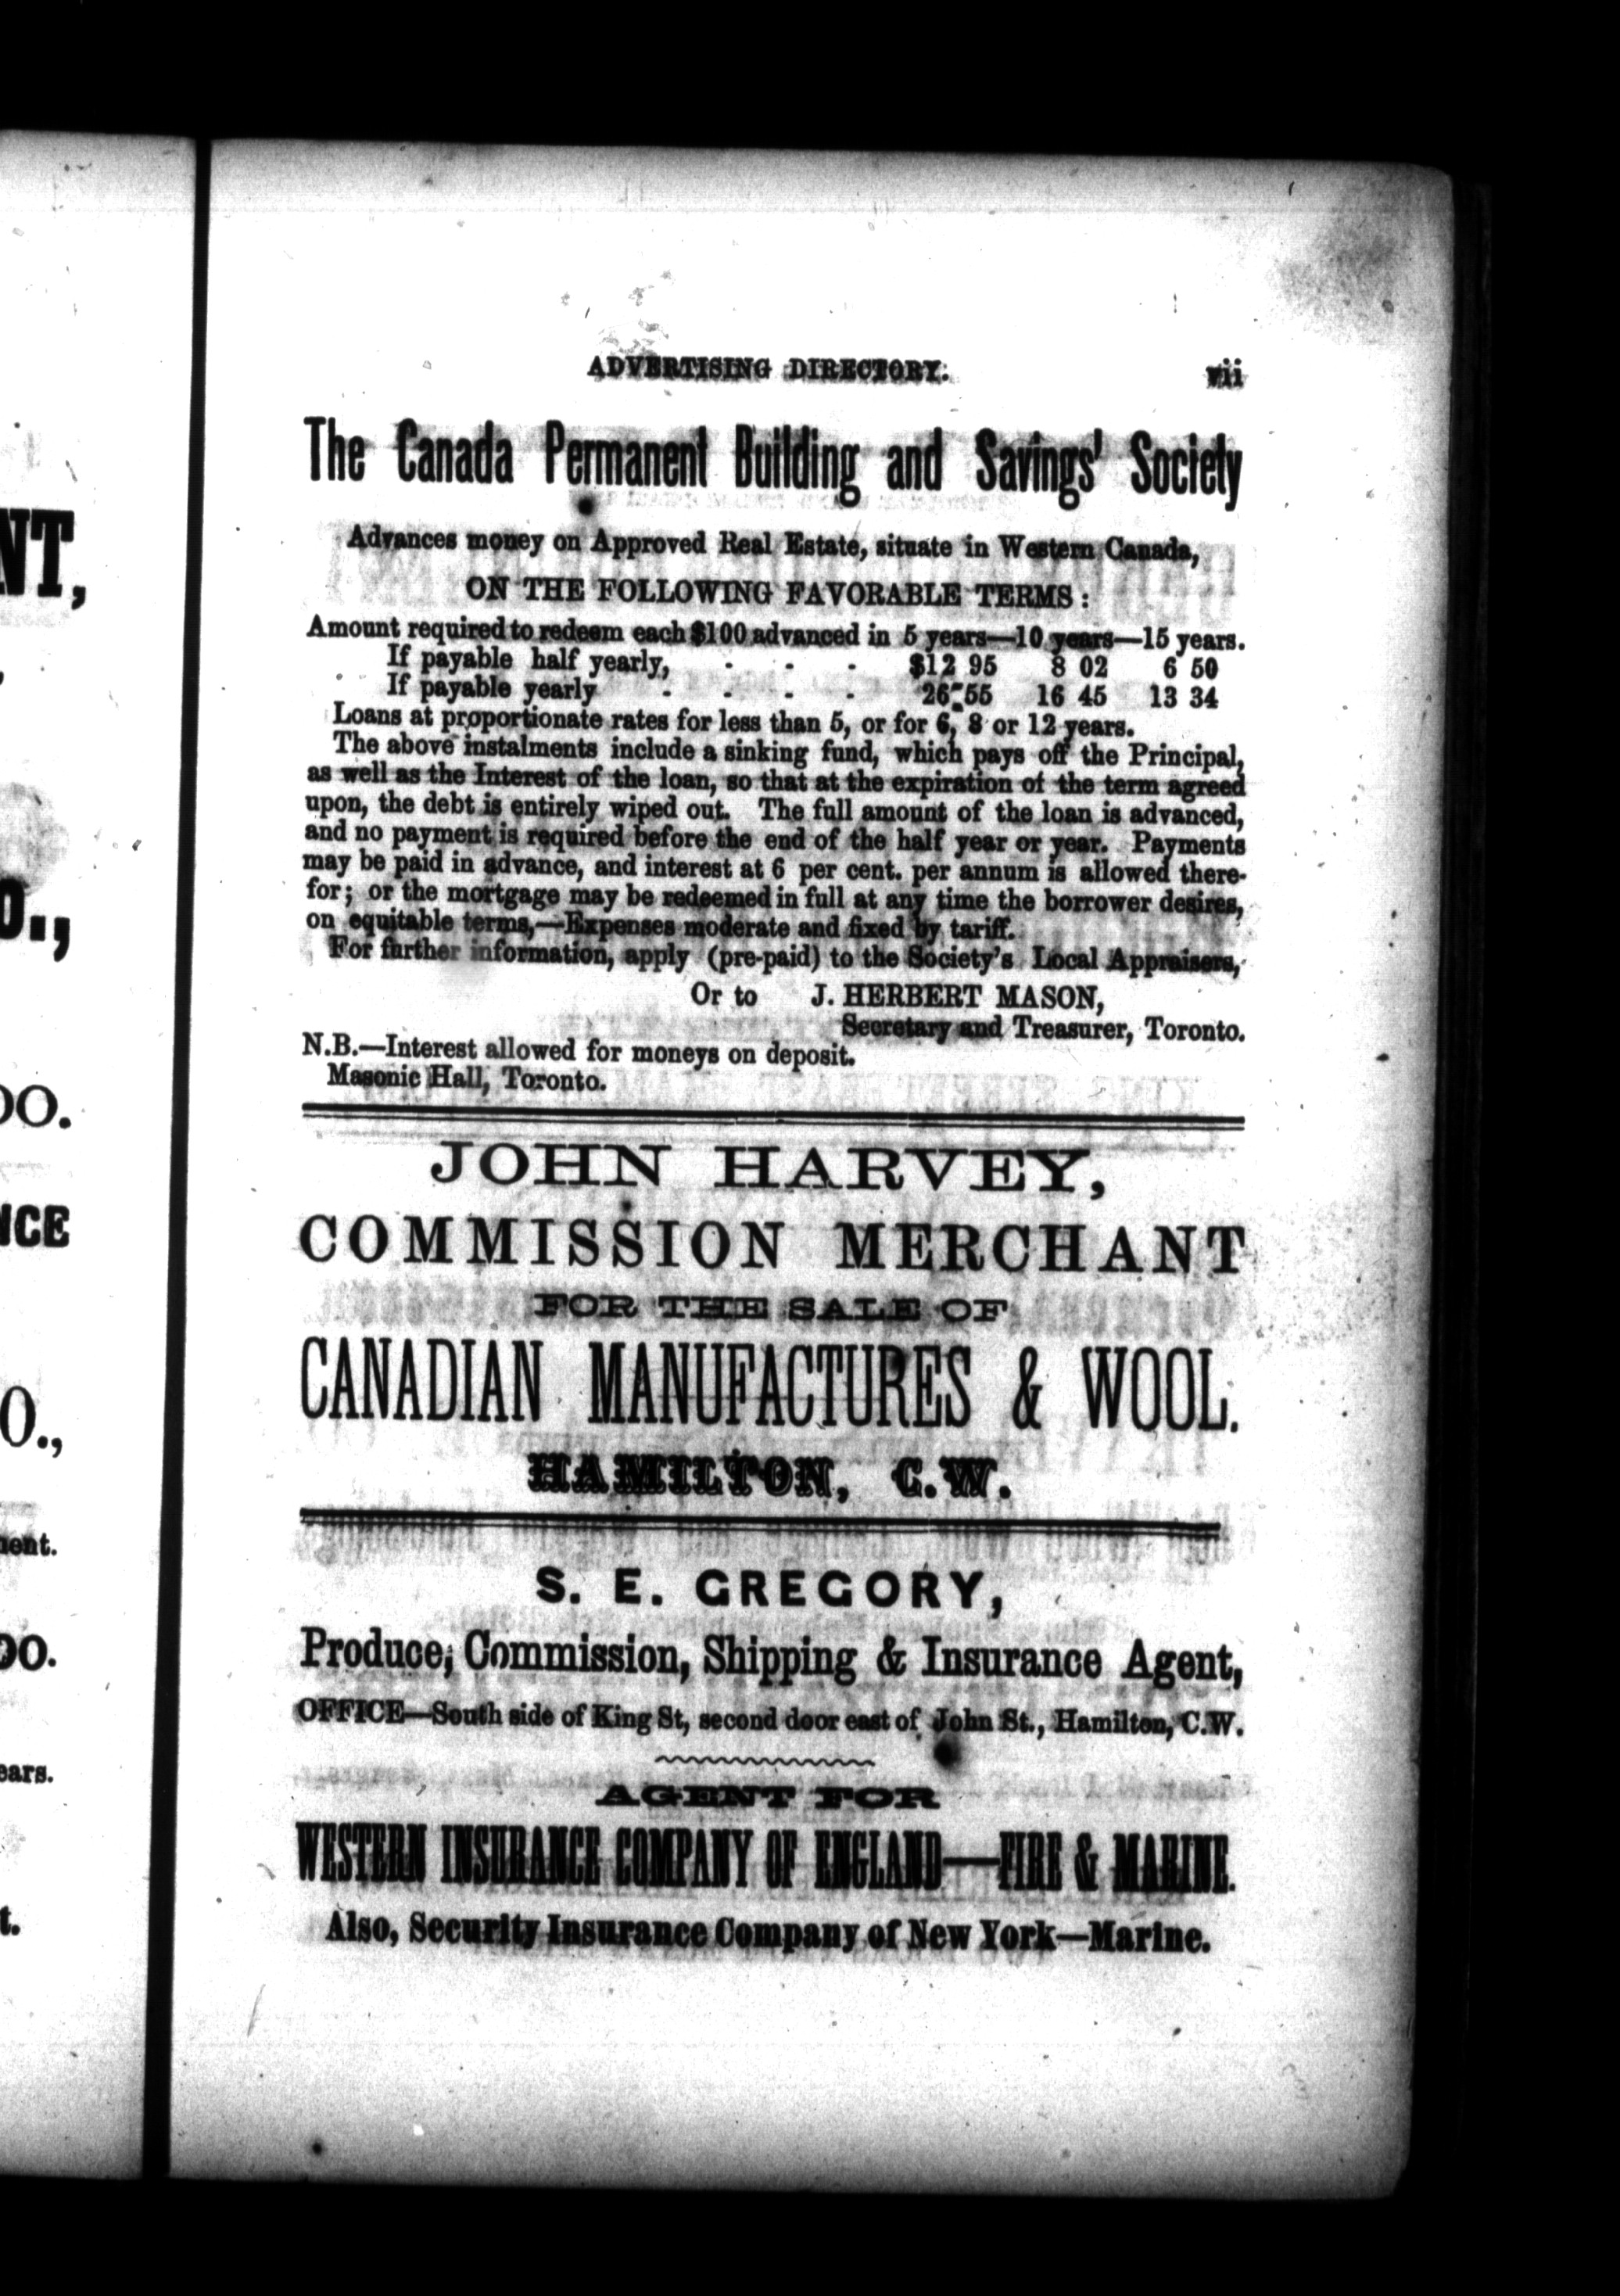 ADVERTISING DIRECTORY. vii
The Canada Permanent Building and Savings' Society
Advances money on Approved Real Estate, situate in Western Canada,
ON THE FOLLOWING FAVORABLE TERMS:
Amount required to redeem each $100 advanced in 5 years—10 years—15 years.
If payable half yearly, - - - $12 95 8 02 6 50
If payable yearly - - - - 26 55 16 45 13 34
Loans at proportionate rates for less than 5, or for 6, 8 or 12 years.
The above instalments include a sinking fund, which pays off the Principal,
as well as the Interest of the loan, so that at the expiration of the term agreed
upon, the debt is entirely wiped out. The full amount of the loan is advanced,
and no payment is required before the end of the half year or year. Payments
may be paid in advance, and interest at 6 per cent. per annum is allowed there-
for; or the mortgage may be redeemed in full at any time the borrower desires,
on equitable terms,—Expenses moderate and fixed by tariff.
For further information, apply (pre-paid) to the Society's Local Appraisers,
Or to J. HERBERT MASON,
Secretary and Treasurer, Toronto.
N.B.—Interest allowed for moneys on deposit.
Masonic Hall, Toronto.
JOHN HARVEY,
COMMISSION MERCHANT
FOR THE SALE OF
CANADIAN MANUFACTURES & WOOL.
HAMILTON, C.W.
S. E. GREGORY,
Produce, Commission, Shipping & Insurance Agent,
OFFICE—South side of King St, second door east of John St., Hamilton, C.W.
AGENT FOR
WESTERN INSURANCE COMPANY OF ENGLAND—FIRE & MARINE.
Also, Security Insurance Company of New York—Marine.